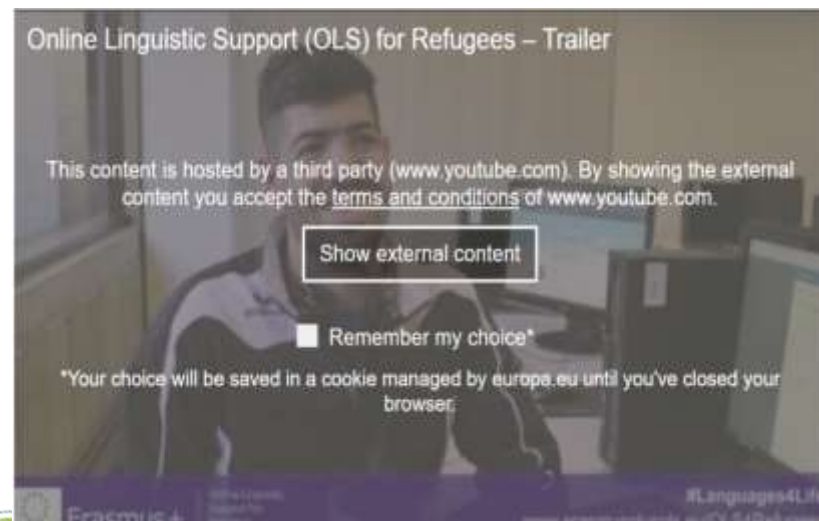 Online Linguistic Support (OLS) for Refugees – Trailer
This content is hosted by a third party (www.youtube.com). By showing the external
content you accept the terms and conditions of www.youtube.com.
Show external content
Remember my choice*
*Your choice will be saved in a cookie managed by europa.eu until you've closed your
browser.
#Languages4Life
Erasmus+